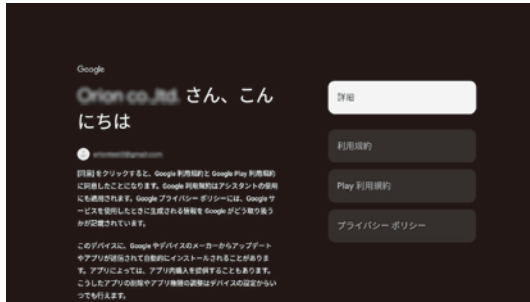 Google
さん、こん
にちは
[同意] をクリックすると、Google 利用規約と Google Play 利用規約
に同意したことになります。Google 利用規約はアシスタントの使用
にも適用されます。Google プライバシー ポリシーには、Google サ
ービスを使用したときに生成される情報を Google がどう取り扱う
かが記載されています。
このデバイスに、Google やデバイスのメーカーからアップデート
やアプリが送信されて自動的にインストールされることがありま
す。アプリによっては、アプリ内購入を提供することもあります。
こうしたアプリの削除やアプリ権限の調整はデバイスの設定からい
つでも行えます。
詳細
利用規約
Play 利用規約
プライバシー ポリシー